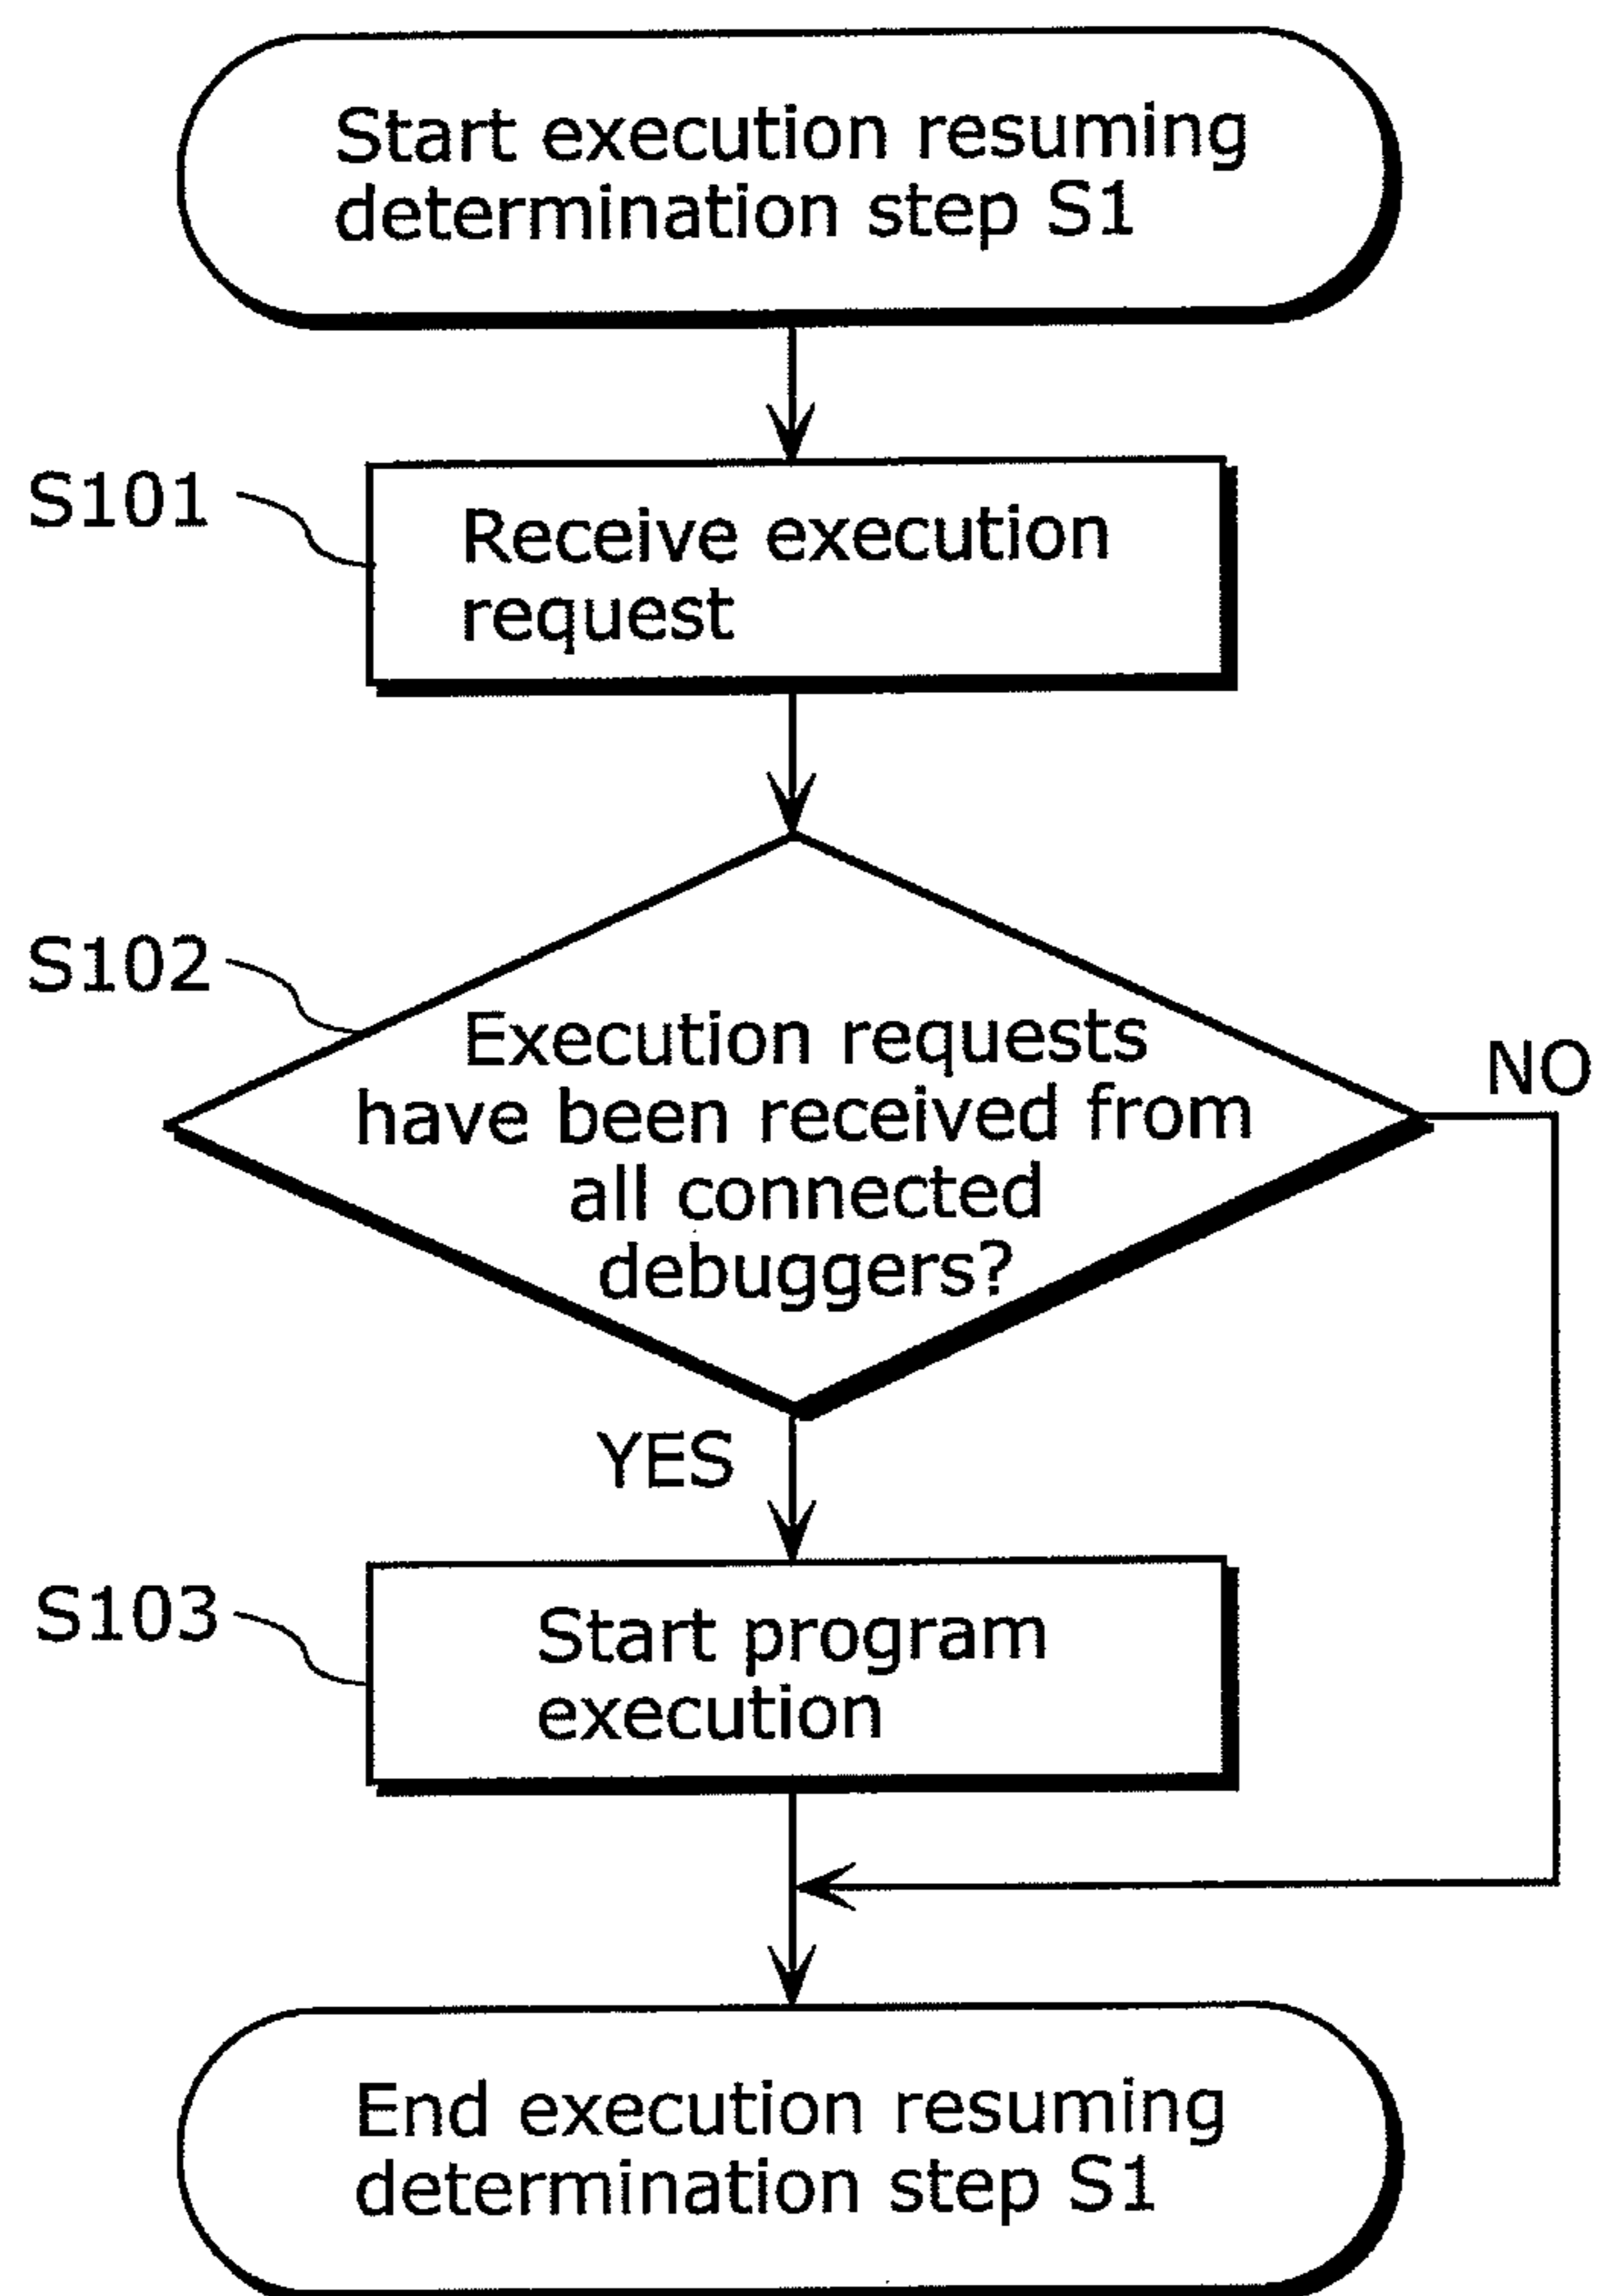 Start execution resuming
determination step S1
S101
Receive execution
request
S102
Execution requests
have been received from
all connected
debuggers?
NO
YES
S103
Start program
execution
End execution resuming
determination step S1